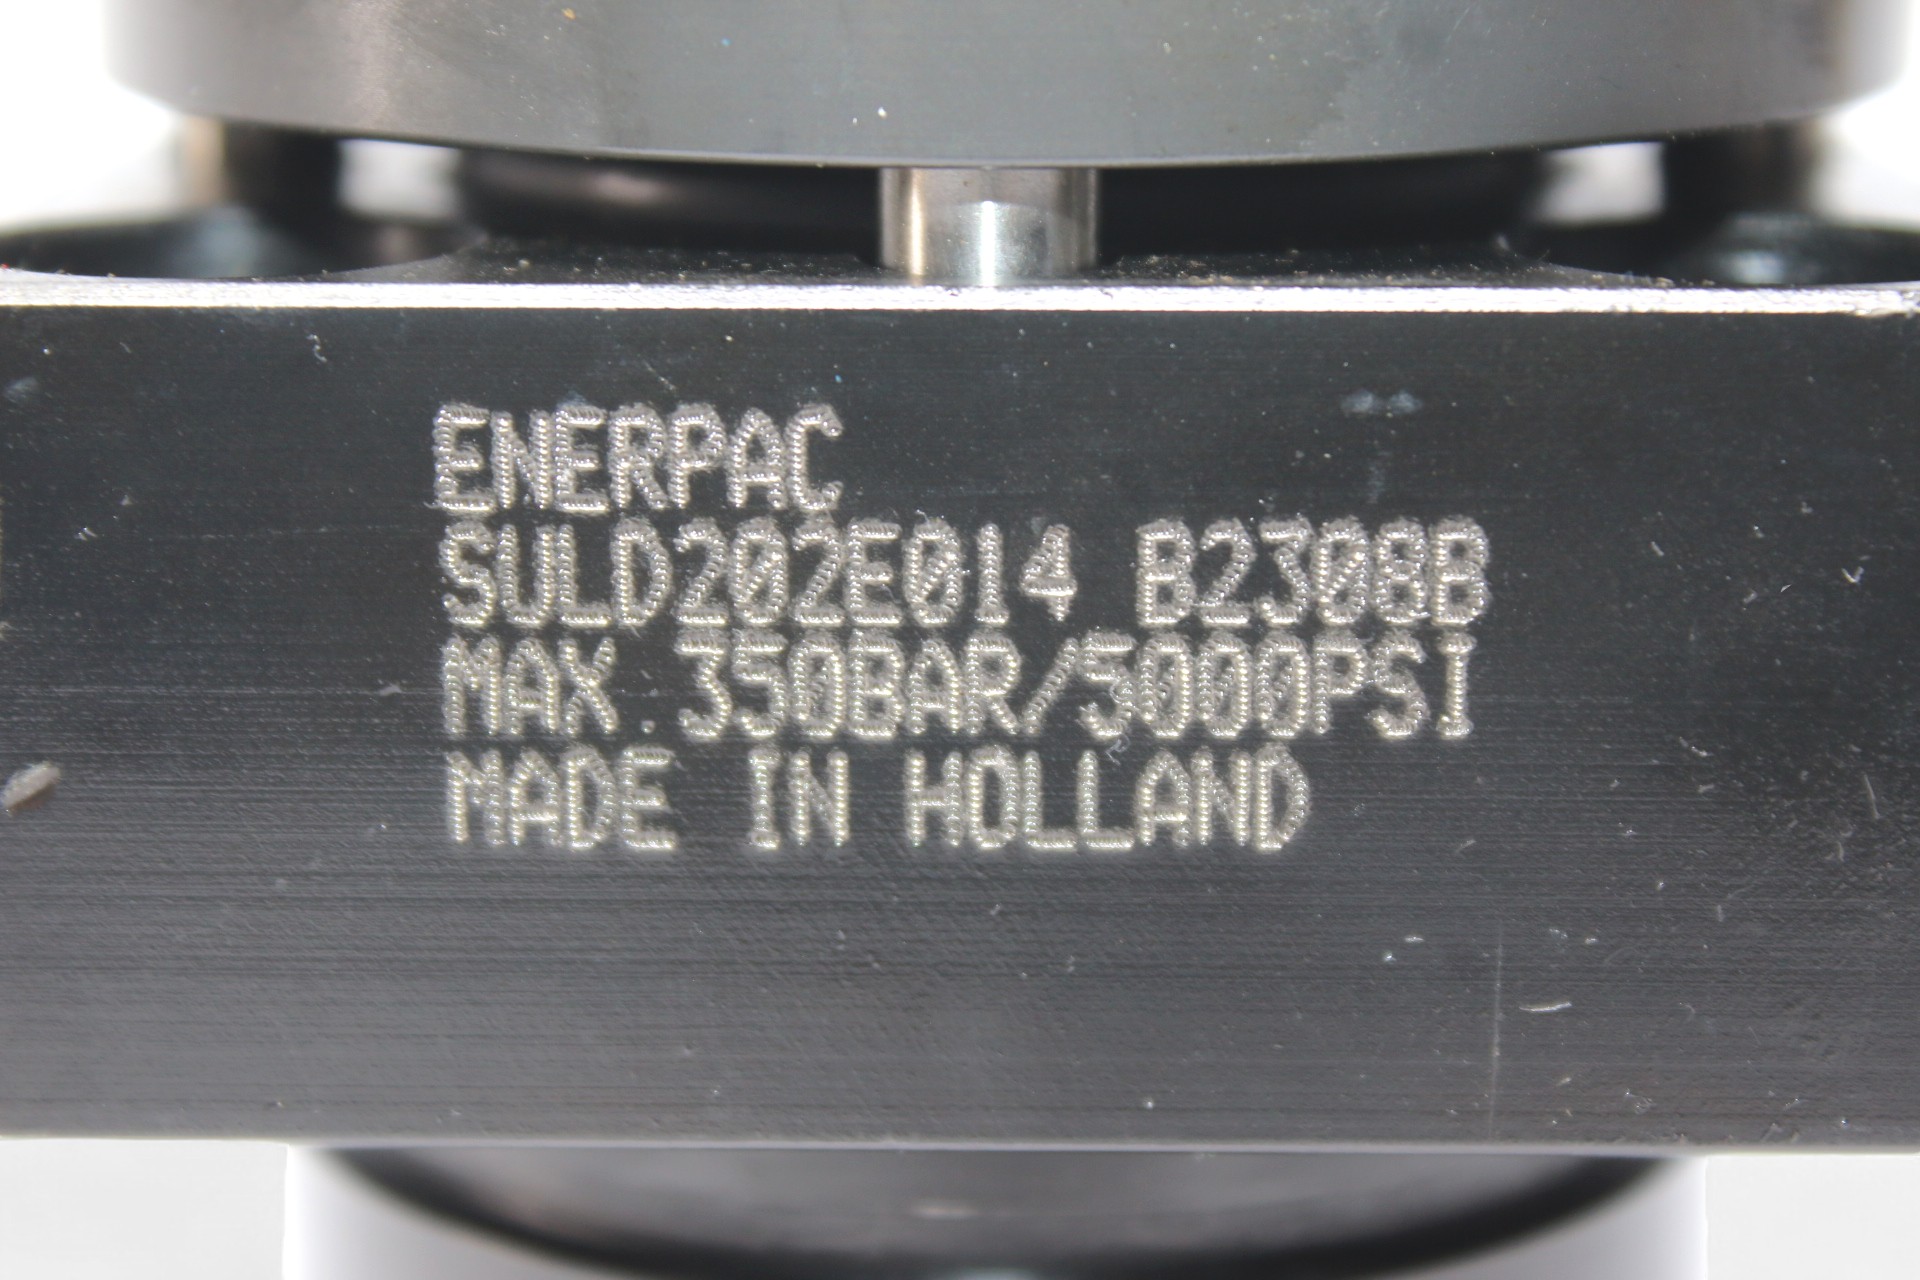 ENERPAC
SULD202E014 B2308B
MAX.350BAR/5000PSI
MADE IN HOLLAND